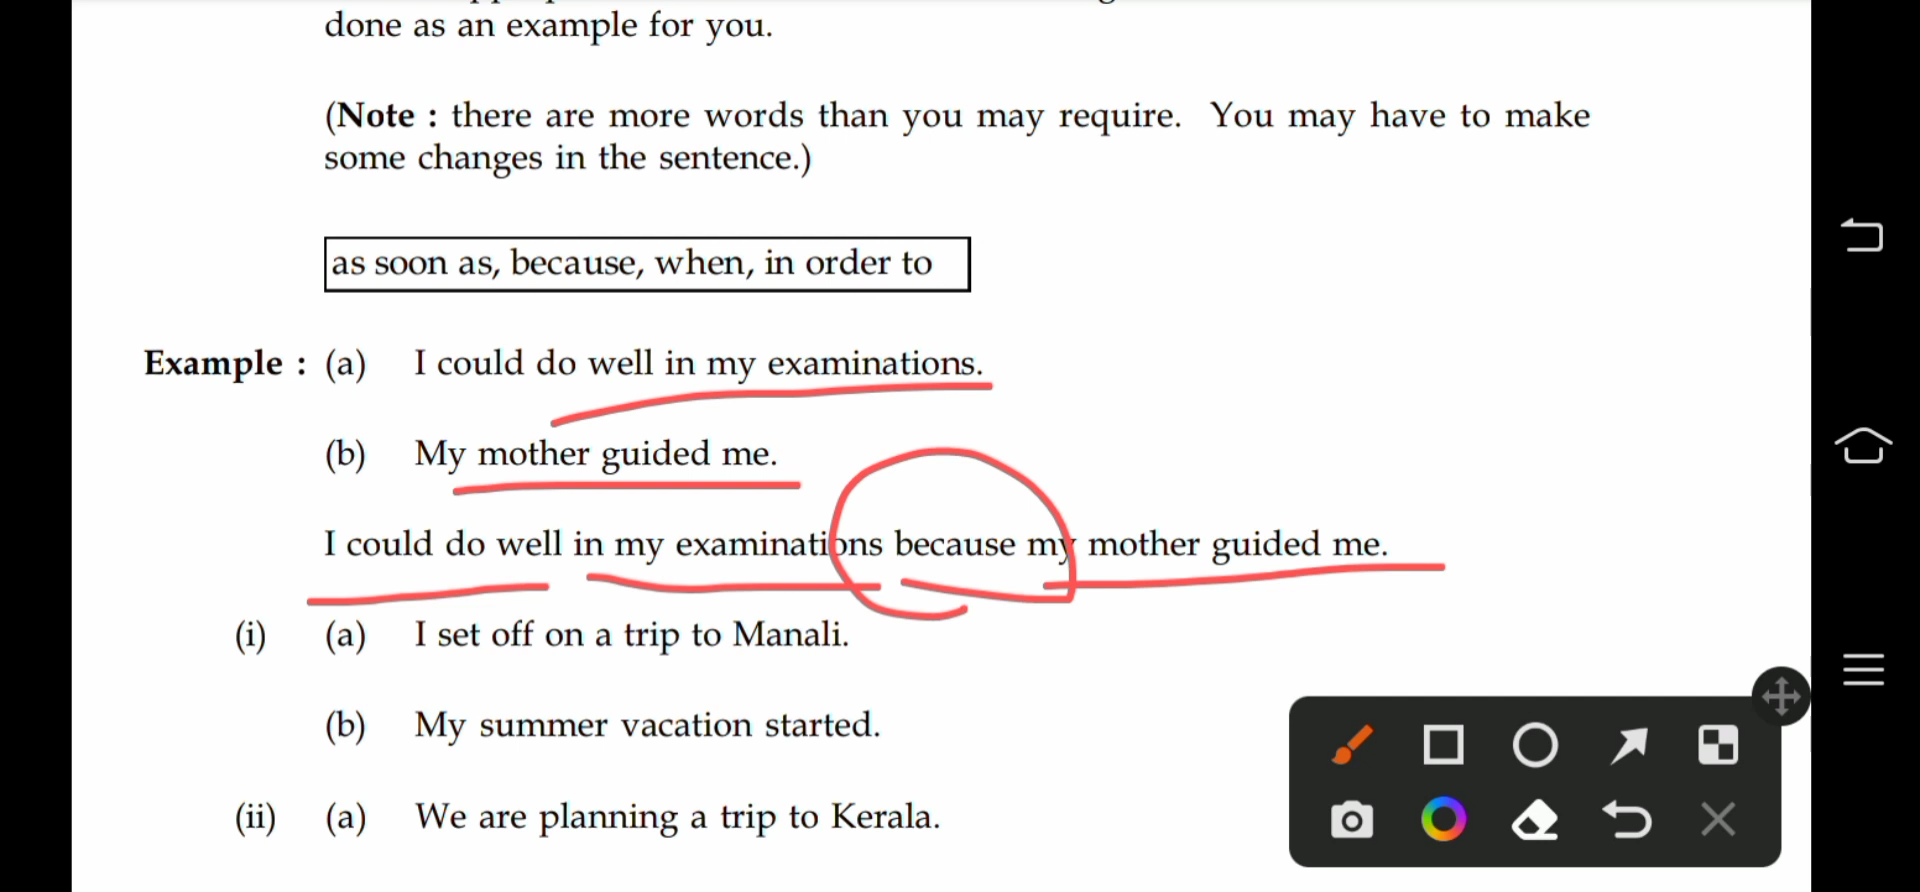 done as an example for you.
(Note : there are more words than you may require. You may have to make
some changes in the sentence.)
as soon as, because, when, in order to
Example : (a) I could do well in my examinations.
(b) My mother guided me.
I could do well in my examinations because my mother guided me.
(i) (a) I set off on a trip to Manali.
(b) My summer vacation started.
(ii) (a) We are planning a trip to Kerala.